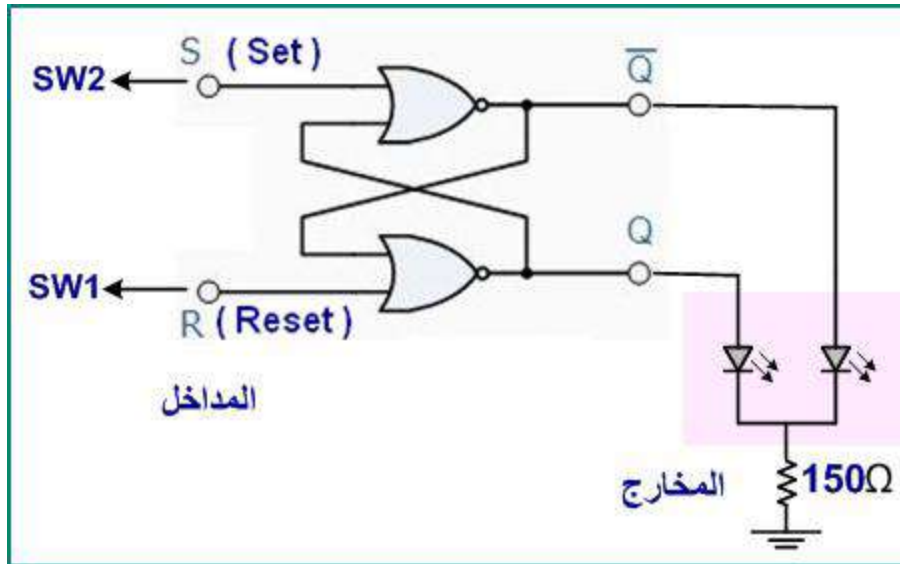 S ( Set )
SW2
Q̅
Q
SW1
R ( Reset )
المداخل
المخارج
150Ω